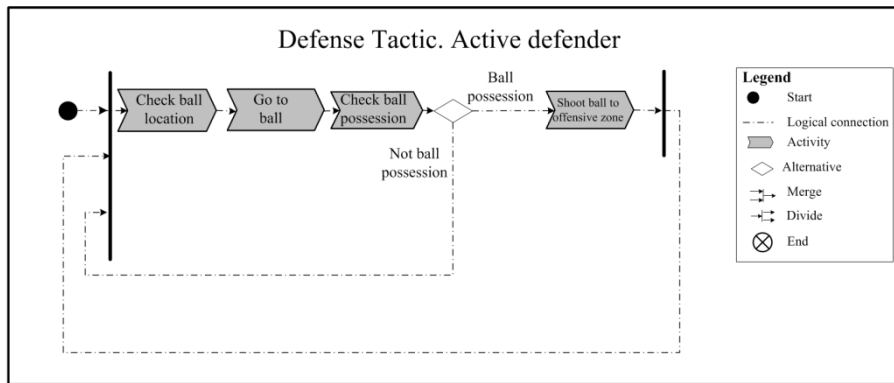 Defense Tactic. Active defender
Check ball
location
Go to
ball
Check ball
possession
Ball
possession
Not ball
possession
Shoot ball to
offensive zone
Legend
Start
Logical connection
Activity
Alternative
Merge
Divide
End